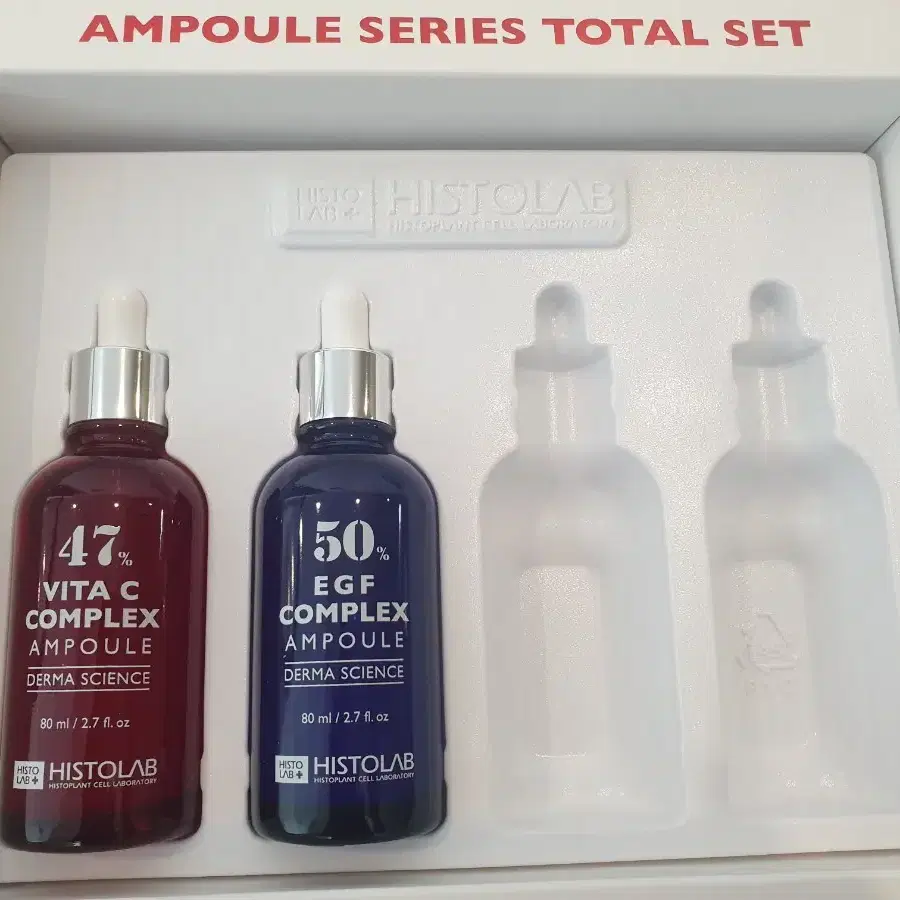 AMPOULE SERIES TOTAL SET
HISTO
LAB +
HISTOLAB
HISTOPLANT CELL LABORATORY
47%
VITA C
COMPLEX
AMPOULE
DERMA SCIENCE
80 ml / 2.7 fl. oz
HISTO
LAB +
HISTOLAB
HISTOPLANT CELL LABORATORY
50%
EGF
COMPLEX
AMPOULE
DERMA SCIENCE
80 ml / 2.7 fl. oz
HISTO
LAB +
HISTOLAB
HISTOPLANT CELL LABORATORY